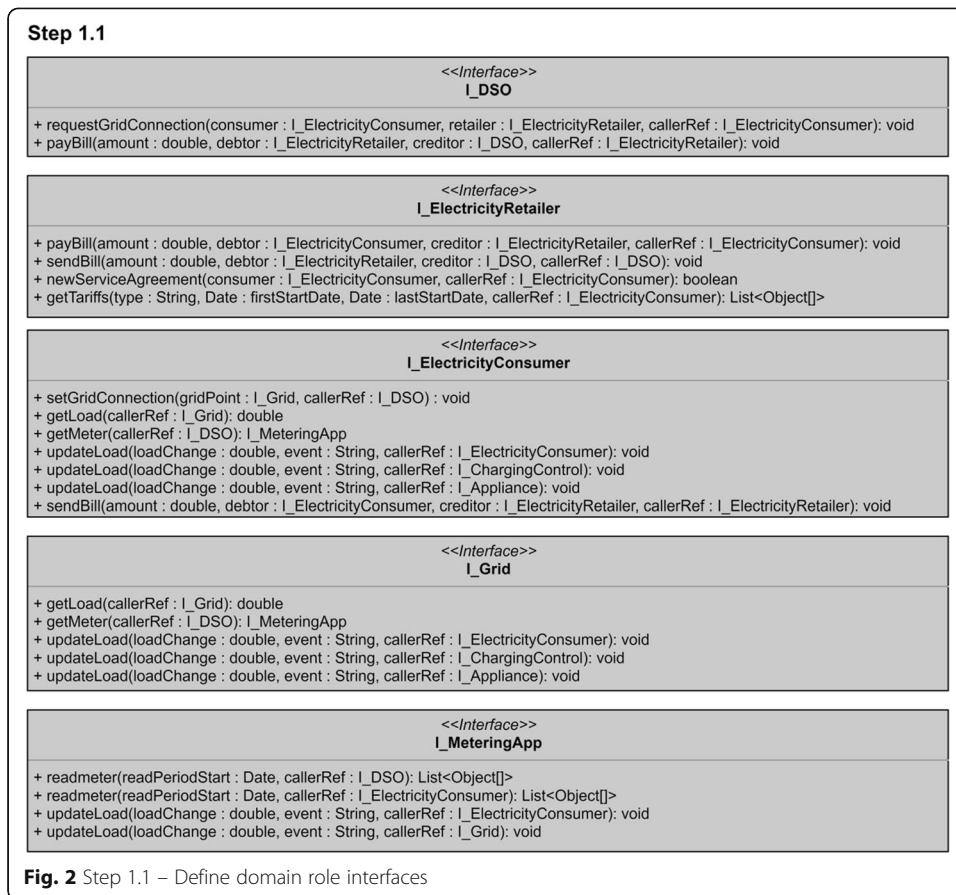 Step 1.1
<<Interface>>
I_DSO
+ requestGridConnection(consumer : I_ElectricityConsumer, retailer : I_ElectricityRetailer, callerRef : I_ElectricityConsumer): void
+ payBill(amount : double, debtor : I_ElectricityRetailer, creditor : I_DSO, callerRef : I_ElectricityRetailer): void
<<Interface>>
I_ElectricityRetailer
+ payBill(amount : double, debtor : I_ElectricityConsumer, creditor : I_ElectricityRetailer, callerRef : I_ElectricityConsumer): void
+ sendBill(amount : double, debtor : I_ElectricityRetailer, creditor : I_DSO, callerRef : I_DSO): void
+ newServiceAgreement(consumer : I_ElectricityConsumer, callerRef : I_ElectricityConsumer): boolean
+ getTariffs(type : String, Date : firstStartDate, Date : lastStartDate, callerRef : I_ElectricityConsumer): List<Object[]>
<<Interface>>
I_ElectricityConsumer
+ setGridConnection(gridPoint : I_Grid, callerRef : I_DSO) : void
+ getLoad(callerRef : I_Grid): double
+ getMeter(callerRef : I_DSO): I_MeteringApp
+ updateLoad(loadChange : double, event : String, callerRef : I_ElectricityConsumer): void
+ updateLoad(loadChange : double, event : String, callerRef : I_ChargingControl): void
+ updateLoad(loadChange : double, event : String, callerRef : I_Appliance): void
+ sendBill(amount : double, debtor : I_ElectricityConsumer, creditor : I_ElectricityRetailer, callerRef : I_ElectricityRetailer): void
<<Interface>>
I_Grid
+ getLoad(callerRef : I_Grid): double
+ getMeter(callerRef : I_DSO): I_MeteringApp
+ updateLoad(loadChange : double, event : String, callerRef : I_ElectricityConsumer): void
+ updateLoad(loadChange : double, event : String, callerRef : I_ChargingControl): void
+ updateLoad(loadChange : double, event : String, callerRef : I_Appliance): void
<<Interface>>
I_MeteringApp
+ readmeter(readPeriodStart : Date, callerRef : I_DSO): List<Object[]>
+ readmeter(readPeriodStart : Date, callerRef : I_ElectricityConsumer): List<Object[]>
+ updateLoad(loadChange : double, event : String, callerRef : I_ElectricityConsumer): void
+ updateLoad(loadChange : double, event : String, callerRef : I_Grid): void
Fig. 2 Step 1.1 – Define domain role interfaces